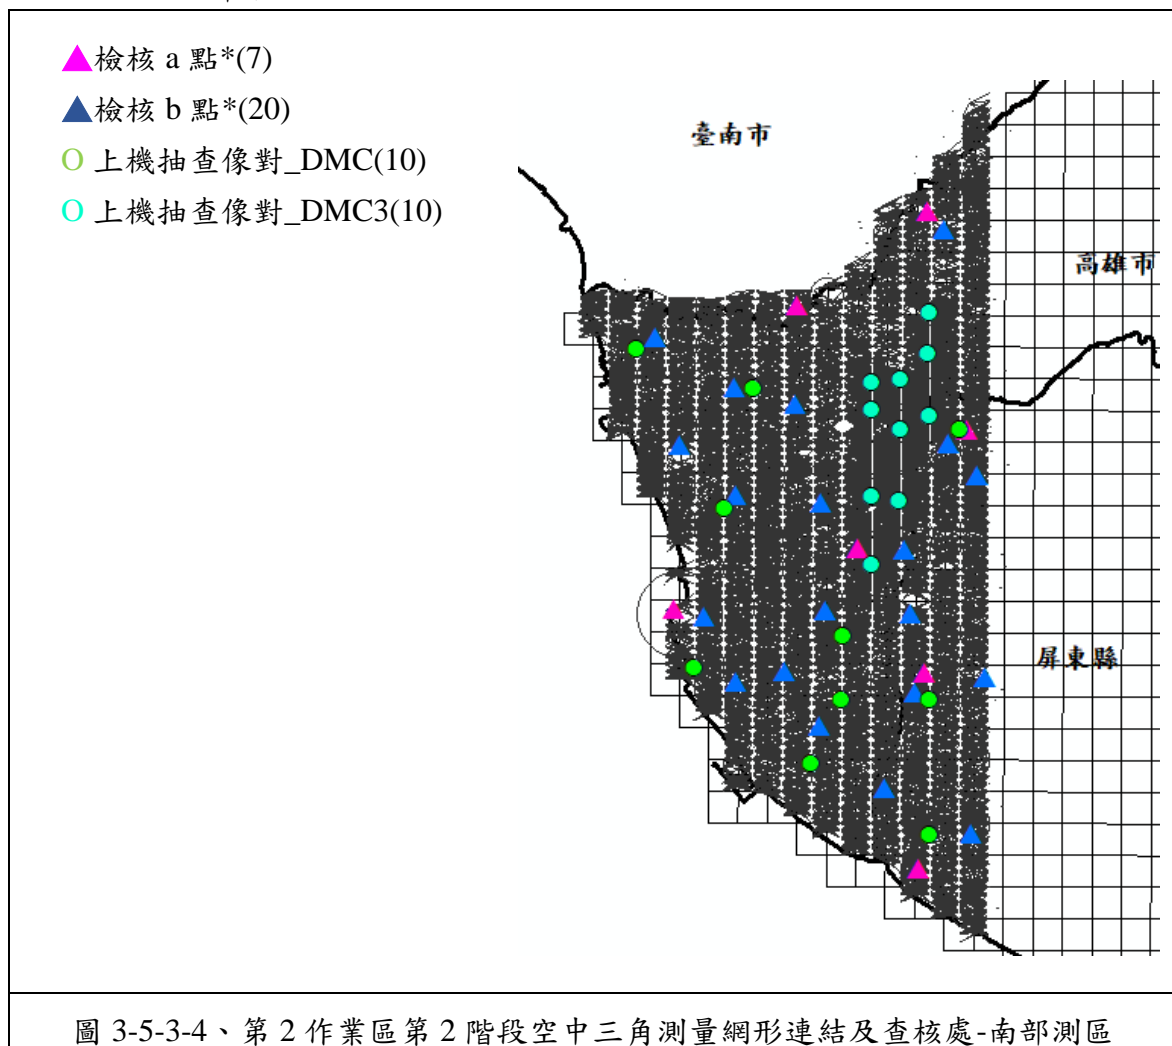 ▲檢核 a 點*(7)
▲檢核 b 點*(20)
O 上機抽查像對_DMC(10)
O 上機抽查像對_DMC3(10)
臺南市
高雄市
屏東縣
圖 3-5-3-4、第 2 作業區第 2 階段空中三角測量網形連結及查核處-南部測區